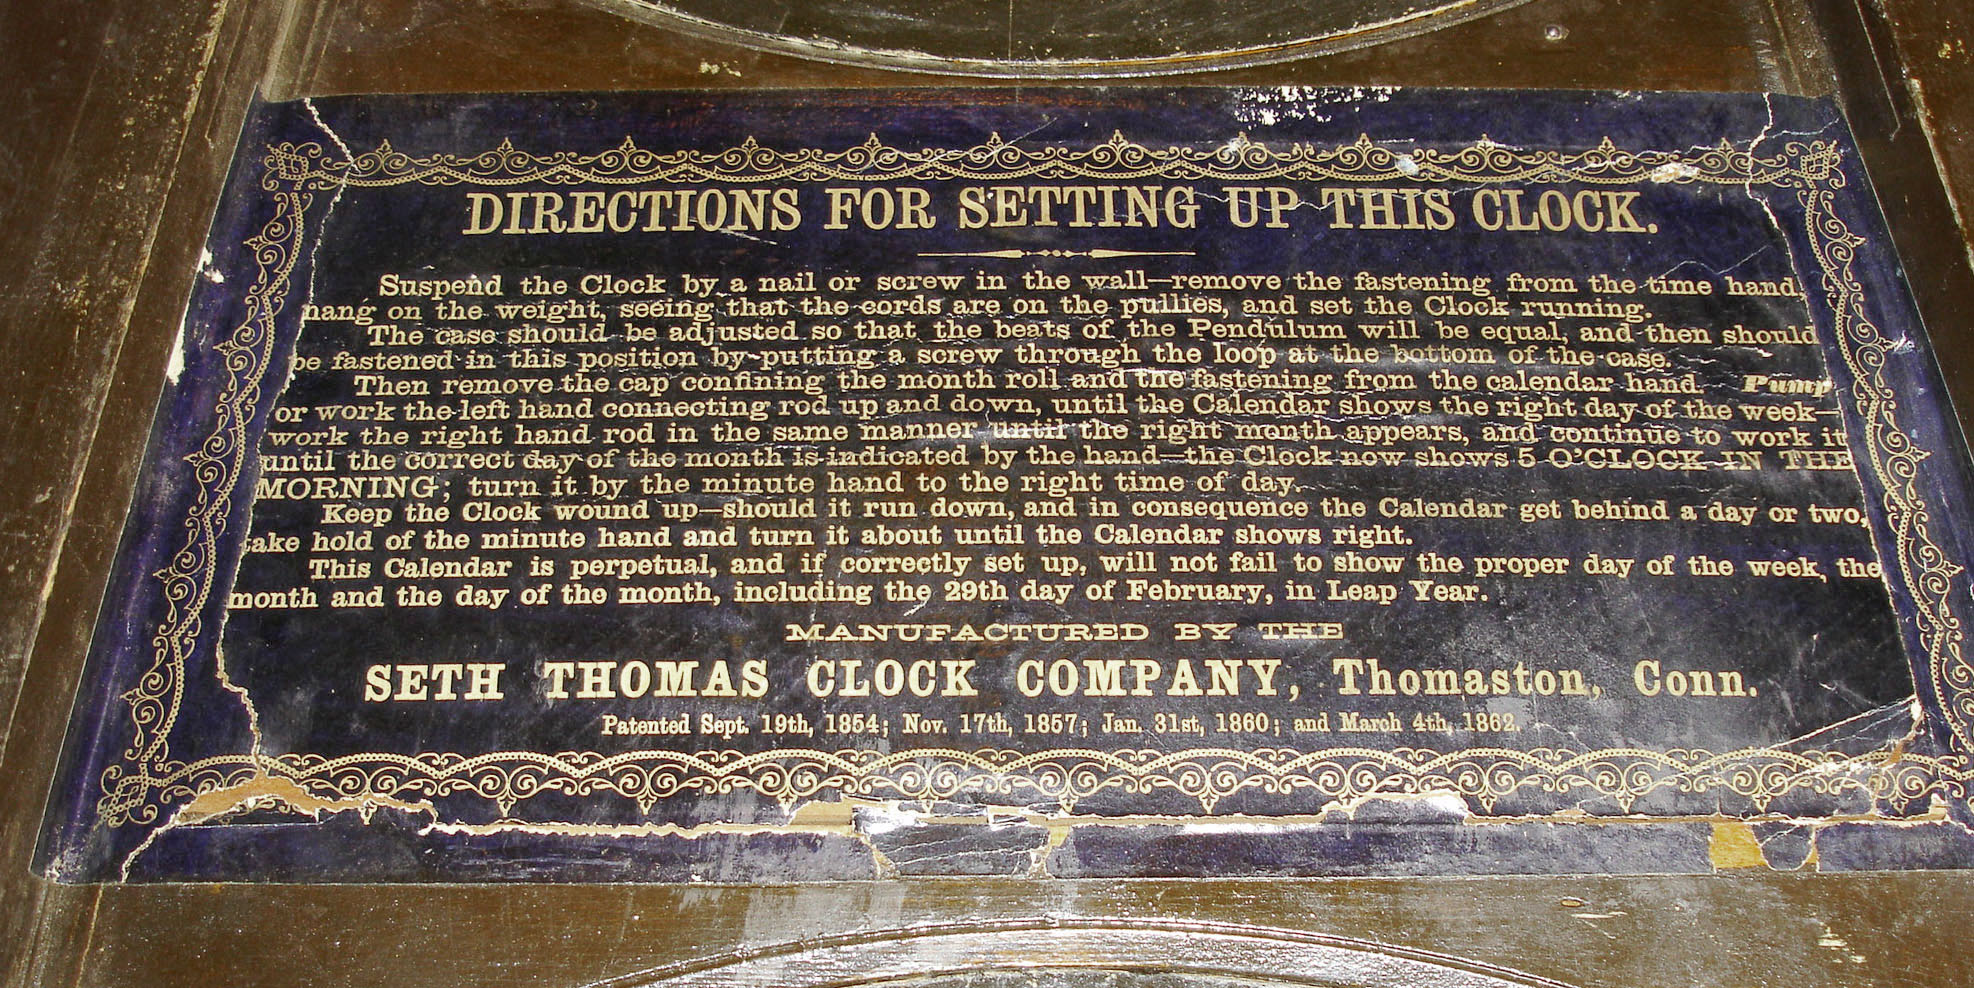 DIRECTIONS FOR SETTING UP THIS CLOCK.
Suspend the Clock by a nail or screw in the wall—remove the fastening from the time hand,
hang on the weight, seeing that the cords are on the pullies, and set the Clock running.
The case should be adjusted so that the beats of the Pendulum will be equal, and then should
be fastened in this position by putting a screw through the loop at the bottom of the case.
Then remove the cap confining the month roll and the fastening from the calendar hand. Pump
or work the left hand connecting rod up and down, until the Calendar shows the right day of the week—
work the right hand rod in the same manner until the right month appears, and continue to work it
until the correct day of the month is indicated by the hand—the Clock now shows 5 O'CLOCK IN THE
MORNING; turn it by the minute hand to the right time of day.
Keep the Clock wound up—should it run down, and in consequence the Calendar get behind a day or two,
take hold of the minute hand and turn it about until the Calendar shows right.
This Calendar is perpetual, and if correctly set up, will not fail to show the proper day of the week, the
month and the day of the month, including the 29th day of February, in Leap Year.
MANUFACTURED BY THE
SETH THOMAS CLOCK COMPANY, Thomaston, Conn.
Patented Sept. 19th, 1854; Nov. 17th, 1857; Jan. 31st, 1860; and March 4th, 1862.